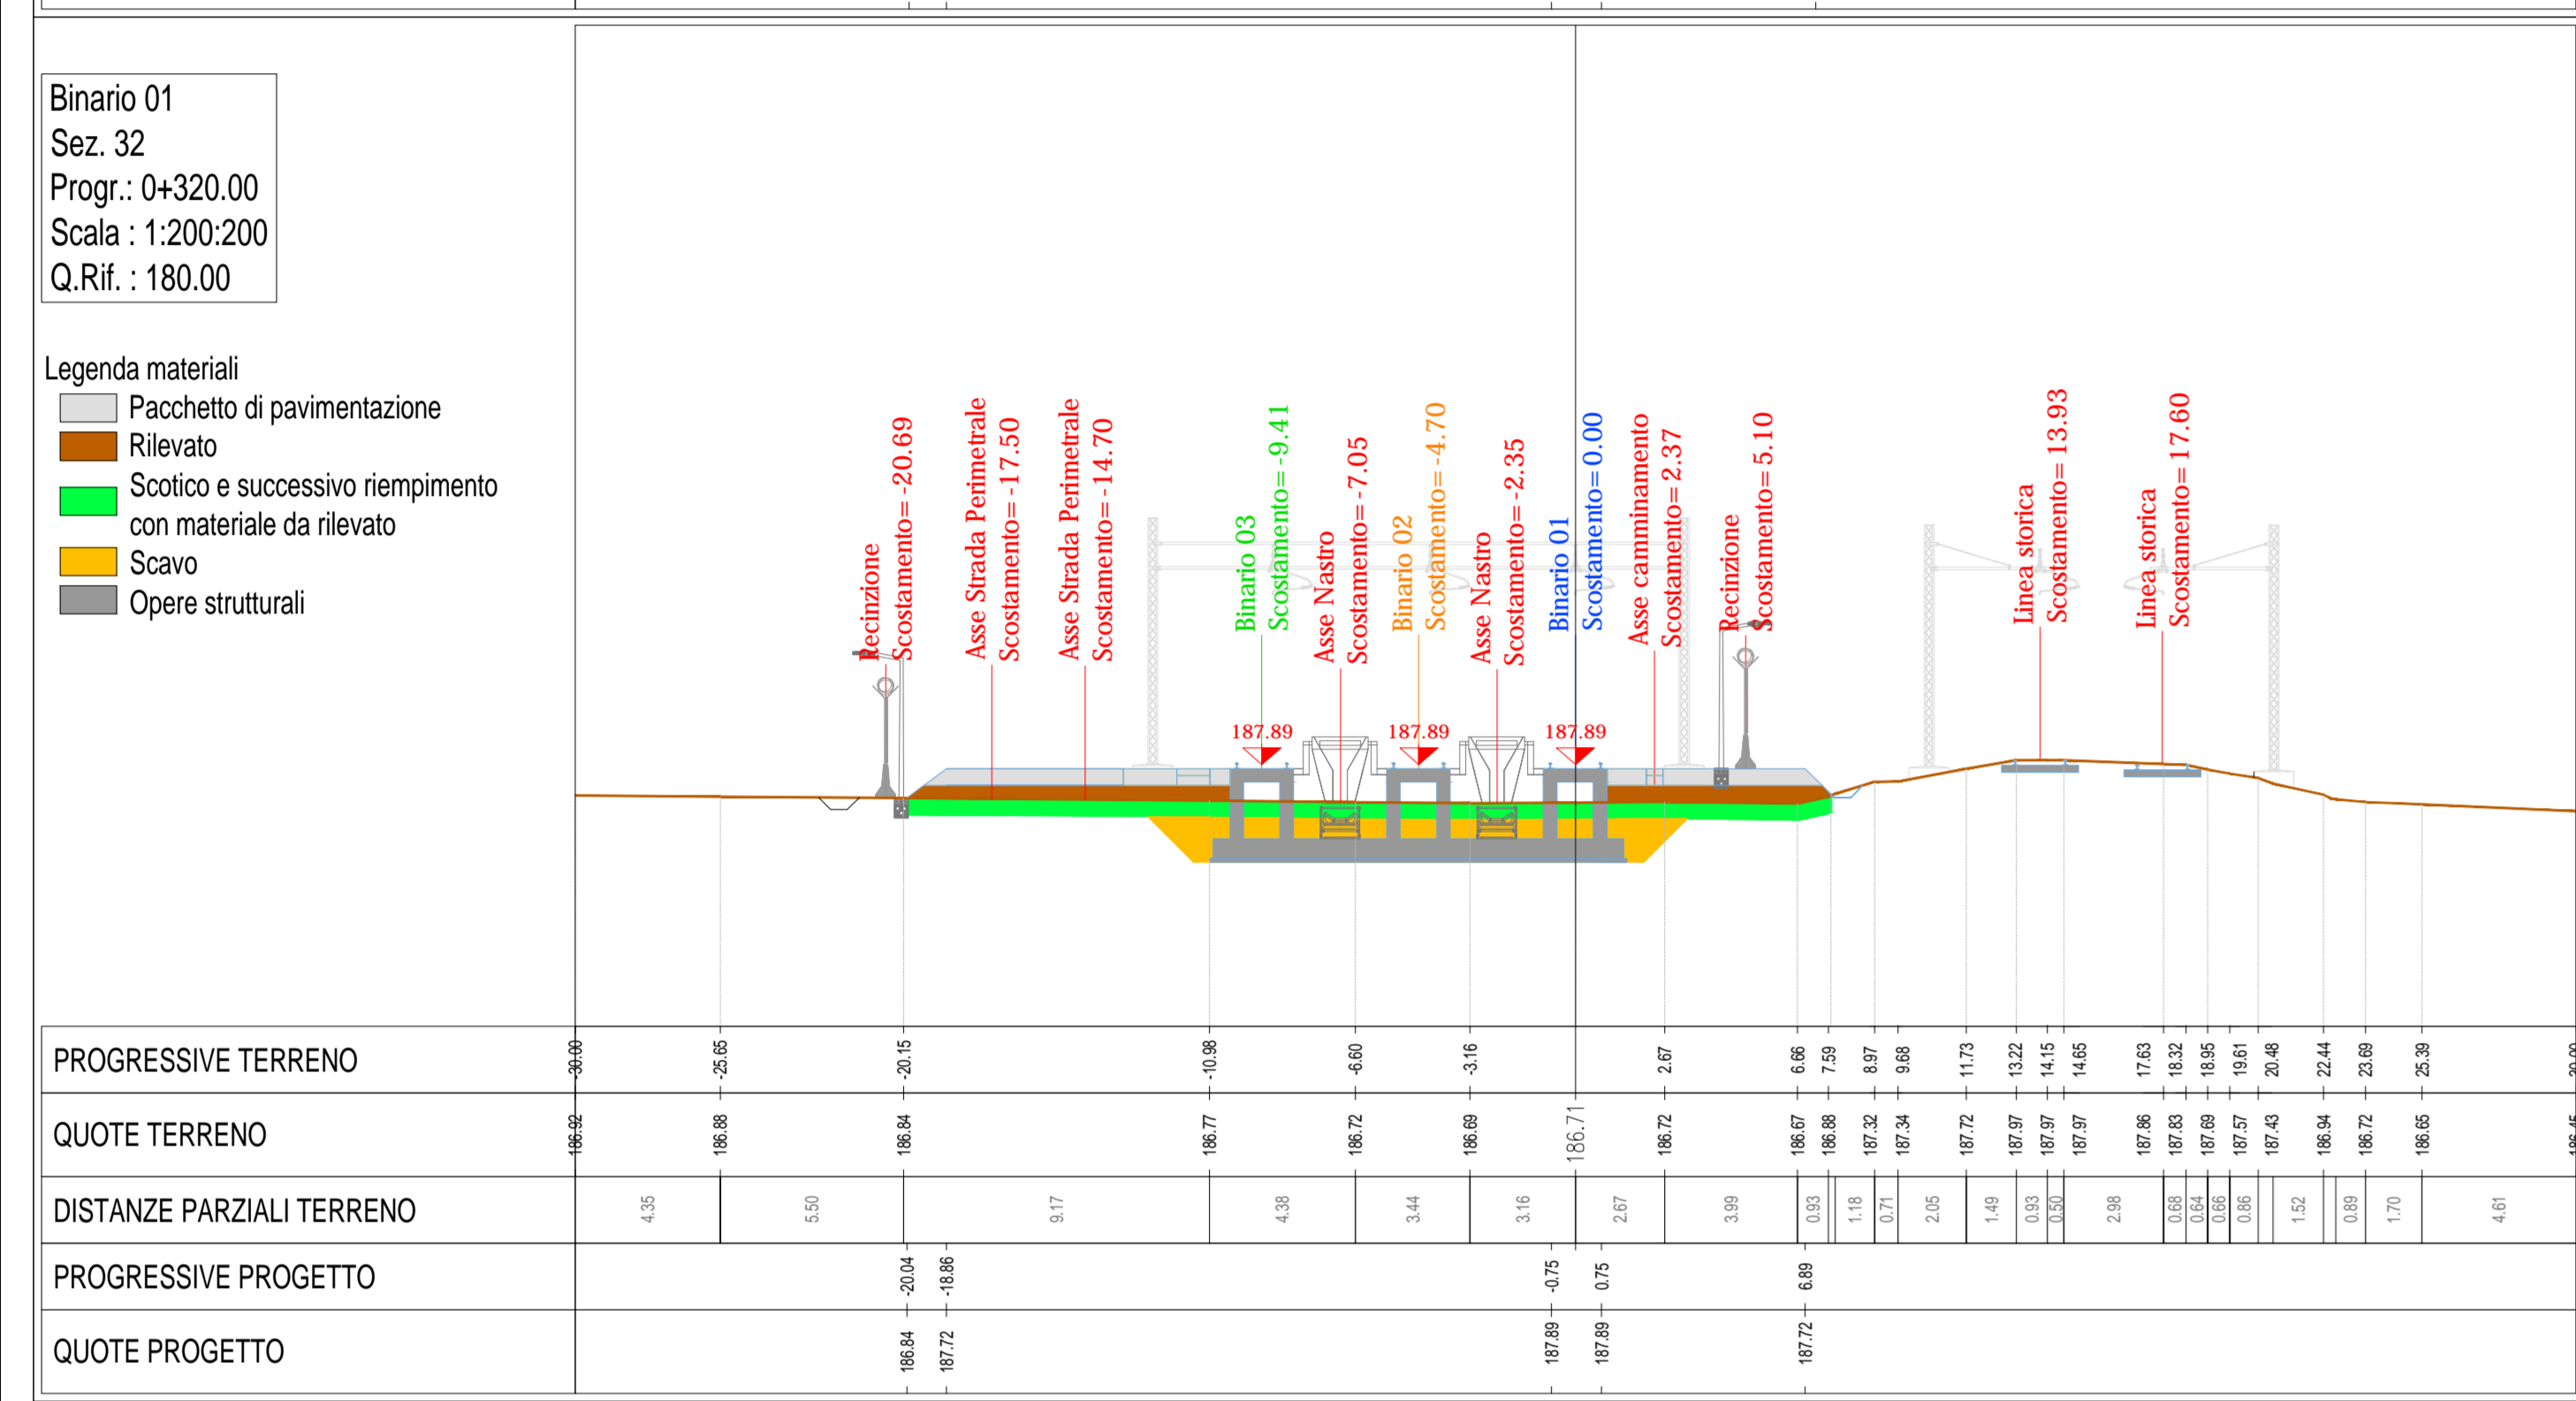 Binario 01
Sez. 32
Progr.: 0+320.00
Scala : 1:200:200
Q.Rif. : 180.00
Legenda materiali
Pacchetto di pavimentazione
Rilevato
Scotico e successivo riempimento
con materiale da rilevato
Scavo
Opere strutturali
Recinzione
Scostamento= -20.69
Asse Strada Perimetrale
Scostamento= -17.50
Asse Strada Perimetrale
Scostamento= -14.70
Binario 03
Scostamento= -9.41
Asse Nastro
Scostamento= -7.05
Binario 02
Scostamento= -4.70
Asse Nastro
Scostamento= -2.35
Binario 01
Scostamento= 0.00
Asse camminamento
Scostamento= 2.37
Recinzione
Scostamento= 5.10
Linea storica
Scostamento= 13.93
Linea storica
Scostamento= 17.60
187.89 187.89 187.89
PROGRESSIVE TERRENO -30.00 -25.65 -20.15 -10.98 -6.60 -3.16 2.67 6.66 7.59 8.97 9.68 11.73 13.22 14.15 14.65 17.63 18.32 18.95 19.61 20.48 22.44 23.69 25.39 30.00
QUOTE TERRENO 186.92 186.88 186.84 186.77 186.72 186.69 186.71 186.72 186.67 186.88 187.32 187.34 187.72 187.97 187.97 187.97 187.86 187.83 187.69 187.57 187.43 186.94 186.72 186.65 186.45
DISTANZE PARZIALI TERRENO 4.35 5.50 9.17 4.38 3.44 3.16 2.67 3.99 0.93 1.18 0.71 2.05 1.49 0.93 0.50 2.98 0.68 0.64 0.66 0.86 1.52 0.89 1.70 4.61
PROGRESSIVE PROGETTO -20.04 -18.86 -0.75 0.75 6.89
QUOTE PROGETTO 186.84 187.72 187.89 187.89 187.72